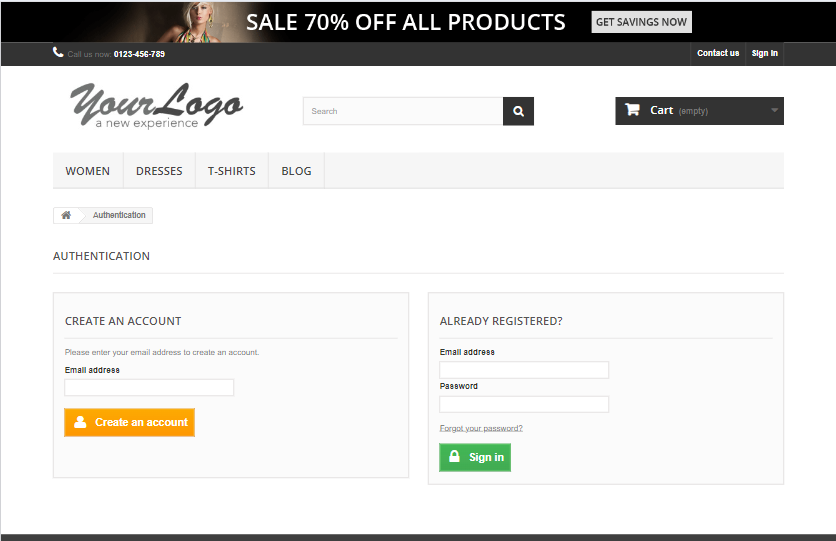 SALE 70% OFF ALL PRODUCTS GET SAVINGS NOW
Call us now: 0123-456-789 Contact us Sign in
YourLogo
a new experience
Search
Cart (empty)
WOMEN DRESSES T-SHIRTS BLOG
Authentication
AUTHENTICATION
CREATE AN ACCOUNT
Please enter your email address to create an account.
Email address
Create an account
ALREADY REGISTERED?
Email address
Password
Forgot your password?
Sign in